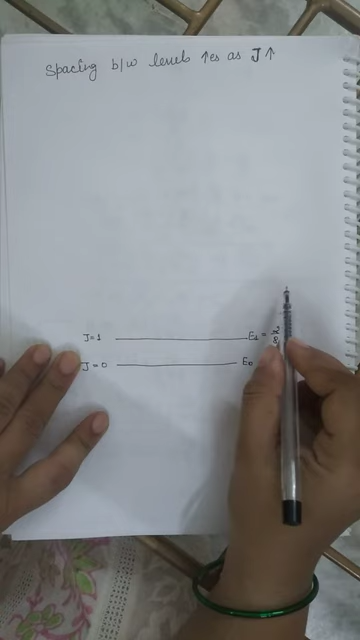 Spacing b/w levels ↑es as J ↑
J=1 E₁ =
J=0 E₀